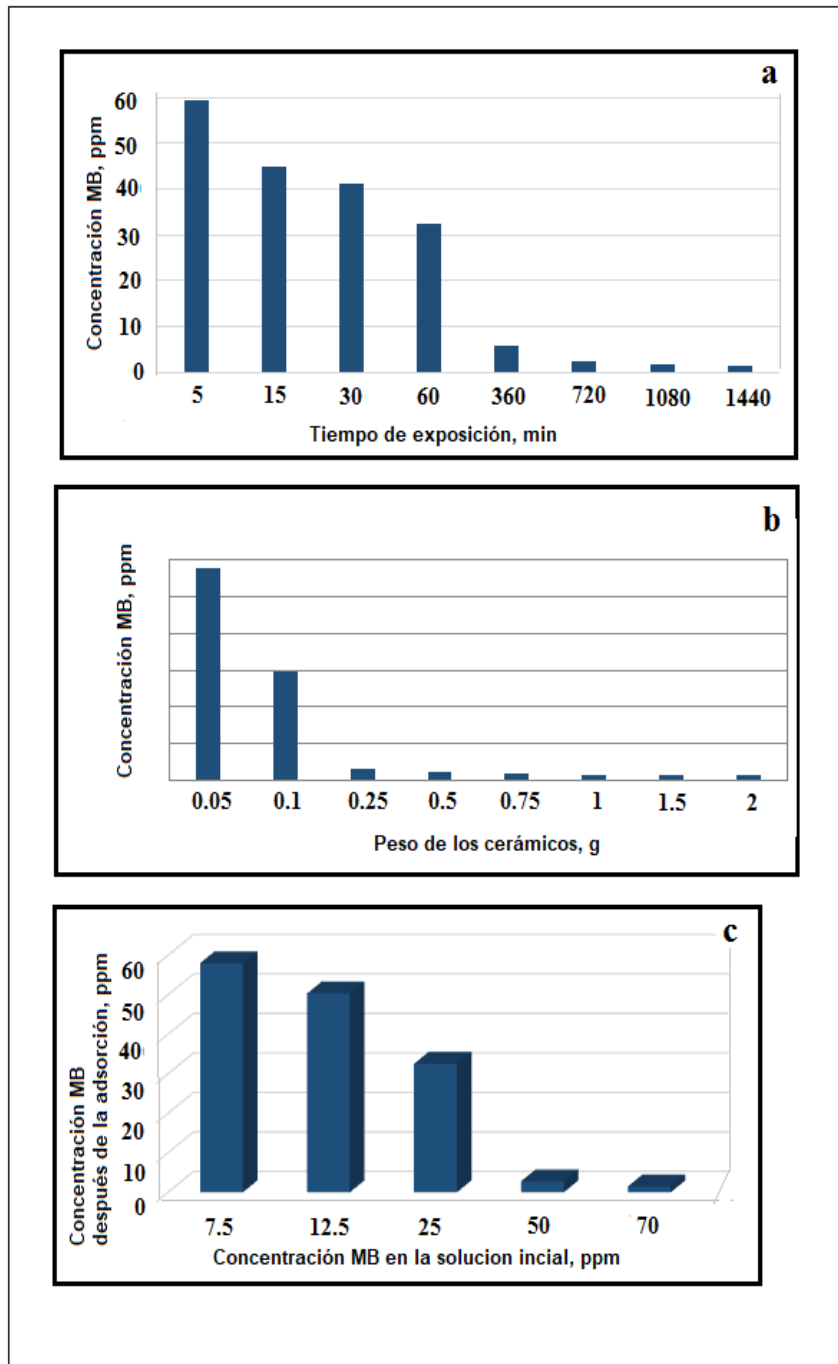 a
Concentración MB, ppm
60
50
40
30
20
10
0
5 15 30 60 360 720 1080 1440
Tiempo de exposición, min
b
Concentración MB, ppm
0.05 0.1 0.25 0.5 0.75 1 1.5 2
Peso de los cerámicos, g
c
Concentración MB
después de la adsorción, ppm
60
50
40
30
20
10
0
7.5 12.5 25 50 70
Concentración MB en la solucion incial, ppm